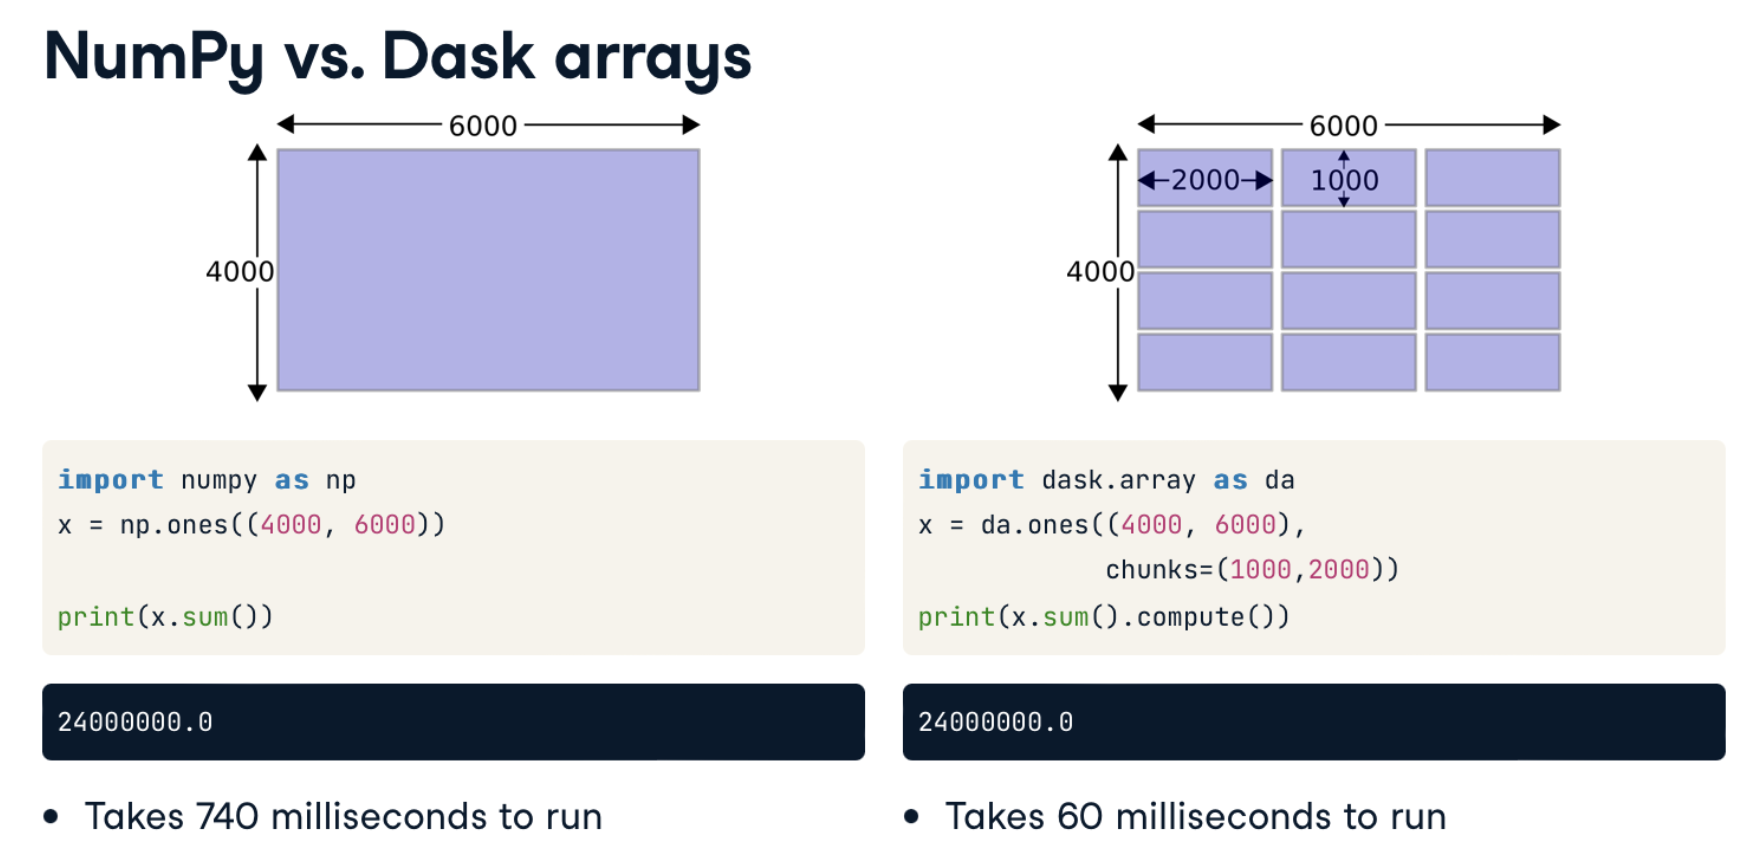 NumPy vs. Dask arrays
6000
4000
import numpy as np
x = np.ones((4000, 6000))
print(x.sum())
24000000.0
• Takes 740 milliseconds to run
6000
2000
1000
4000
import dask.array as da
x = da.ones((4000, 6000),
chunks=(1000,2000))
print(x.sum().compute())
24000000.0
• Takes 60 milliseconds to run